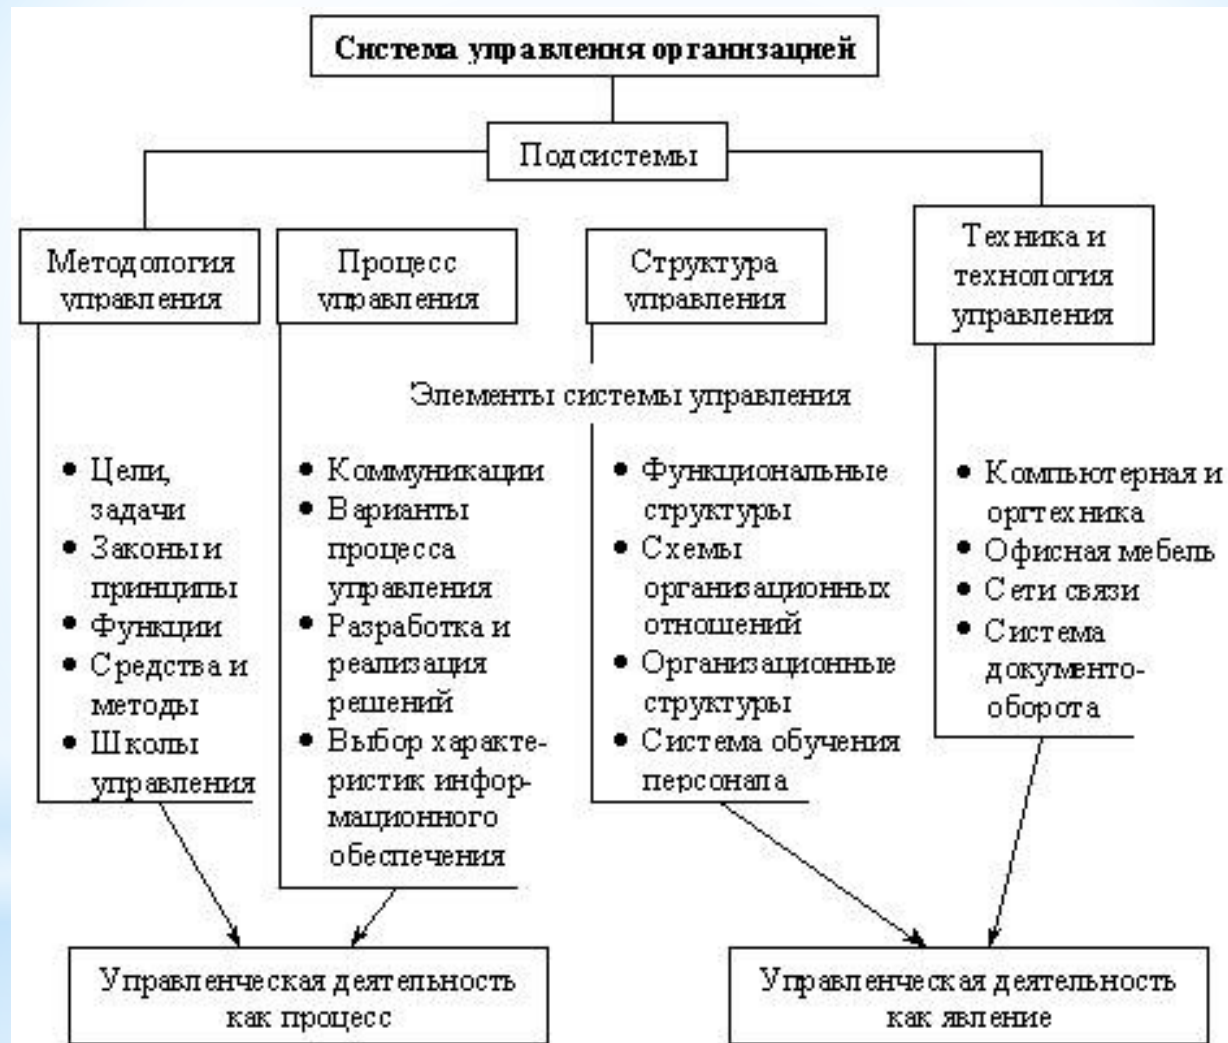 Система управления организацией
Подсистемы
Методология
управления
Процесс
управления
Структура
управления
Техника и
технология
управления
Элементы системы управления
• Цели,
задачи
• Законы и
принципы
• Функции
• Средства и
методы
• Школы
управления
• Коммуникации
• Варианты
процесса
управления
• Разработка и
реализация
решений
• Выбор характе-
ристик инфор-
мационного
обеспечения
• Функциональные
структуры
• Схемы
организационных
отношений
• Организационные
структуры
• Система обучения
персонала
• Компьютерная и
оргтехника
• Офисная мебель
• Сети связи
• Система
документо-
оборота
Управленческая деятельность
как процесс
Управленческая деятельность
как явление